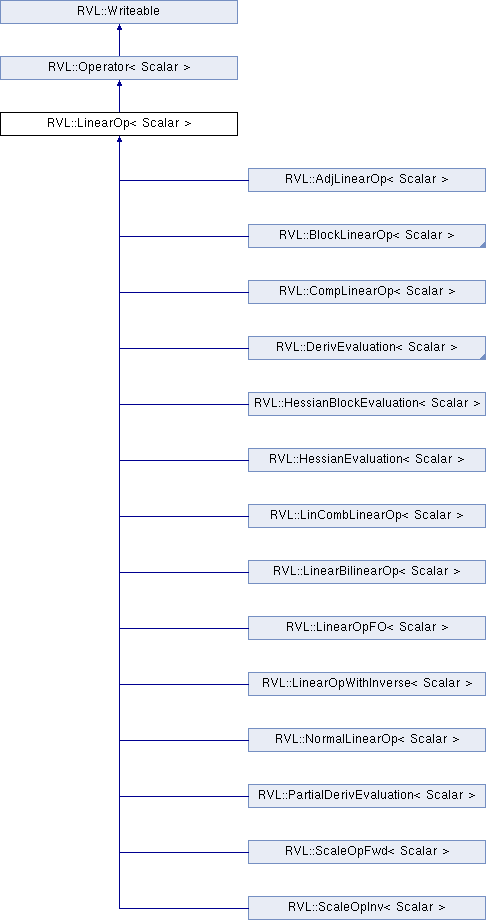 RVL::Writeable
RVL::Operator< Scalar >
RVL::LinearOp< Scalar >
RVL::AdjLinearOp< Scalar >
RVL::BlockLinearOp< Scalar >
RVL::CompLinearOp< Scalar >
RVL::DerivEvaluation< Scalar >
RVL::HessianBlockEvaluation< Scalar >
RVL::HessianEvaluation< Scalar >
RVL::LinCombLinearOp< Scalar >
RVL::LinearBilinearOp< Scalar >
RVL::LinearOpFO< Scalar >
RVL::LinearOpWithInverse< Scalar >
RVL::NormalLinearOp< Scalar >
RVL::PartialDerivEvaluation< Scalar >
RVL::ScaleOpFwd< Scalar >
RVL::ScaleOpInv< Scalar >